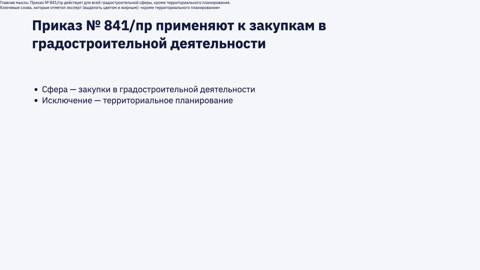 Главная мысль: Приказ № 841/пр действует для всей градостроительной сферы, кроме территориального планирования.
Ключевые слова, которые отметил эксперт (выделить цветом и жирным): «кроме территориального планирования»
Приказ № 841/пр применяют к закупкам в
градостроительной деятельности
• Сфера — закупки в градостроительной деятельности
• Исключение — территориальное планирование